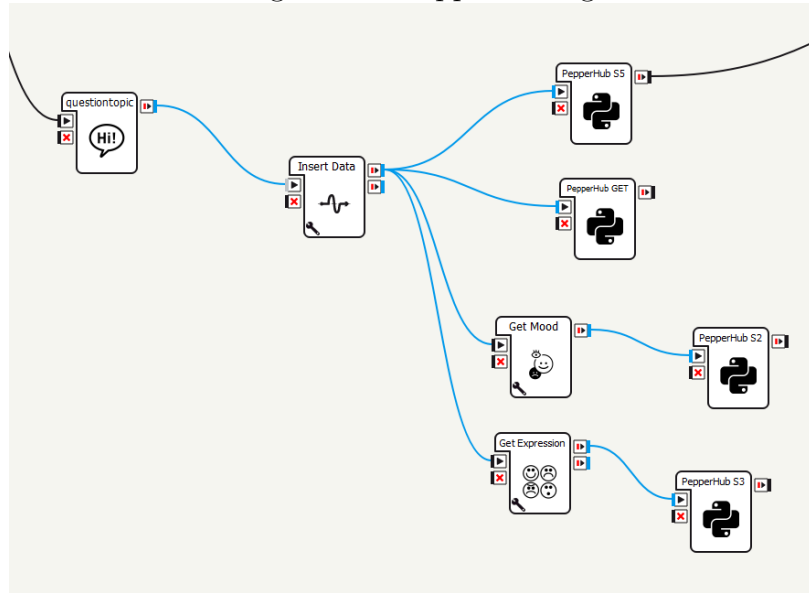 questiontopic
Hi!
Insert Data
PepperHub S5
PepperHub GET
Get Mood
PepperHub S2
Get Expression
PepperHub S3